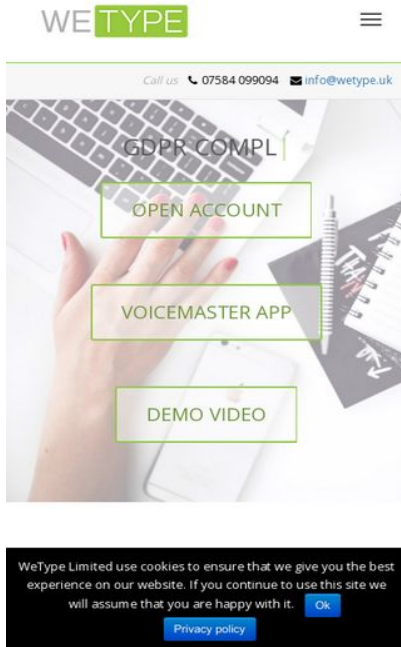 WE TYPE
Call us 07584 099094 info@wetype.uk
GDPR COMPL
OPEN ACCOUNT
VOICEMASTER APP
DEMO VIDEO
WeType Limited use cookies to ensure that we give you the best
experience on our website. If you continue to use this site we
will assume that you are happy with it. Ok
Privacy policy